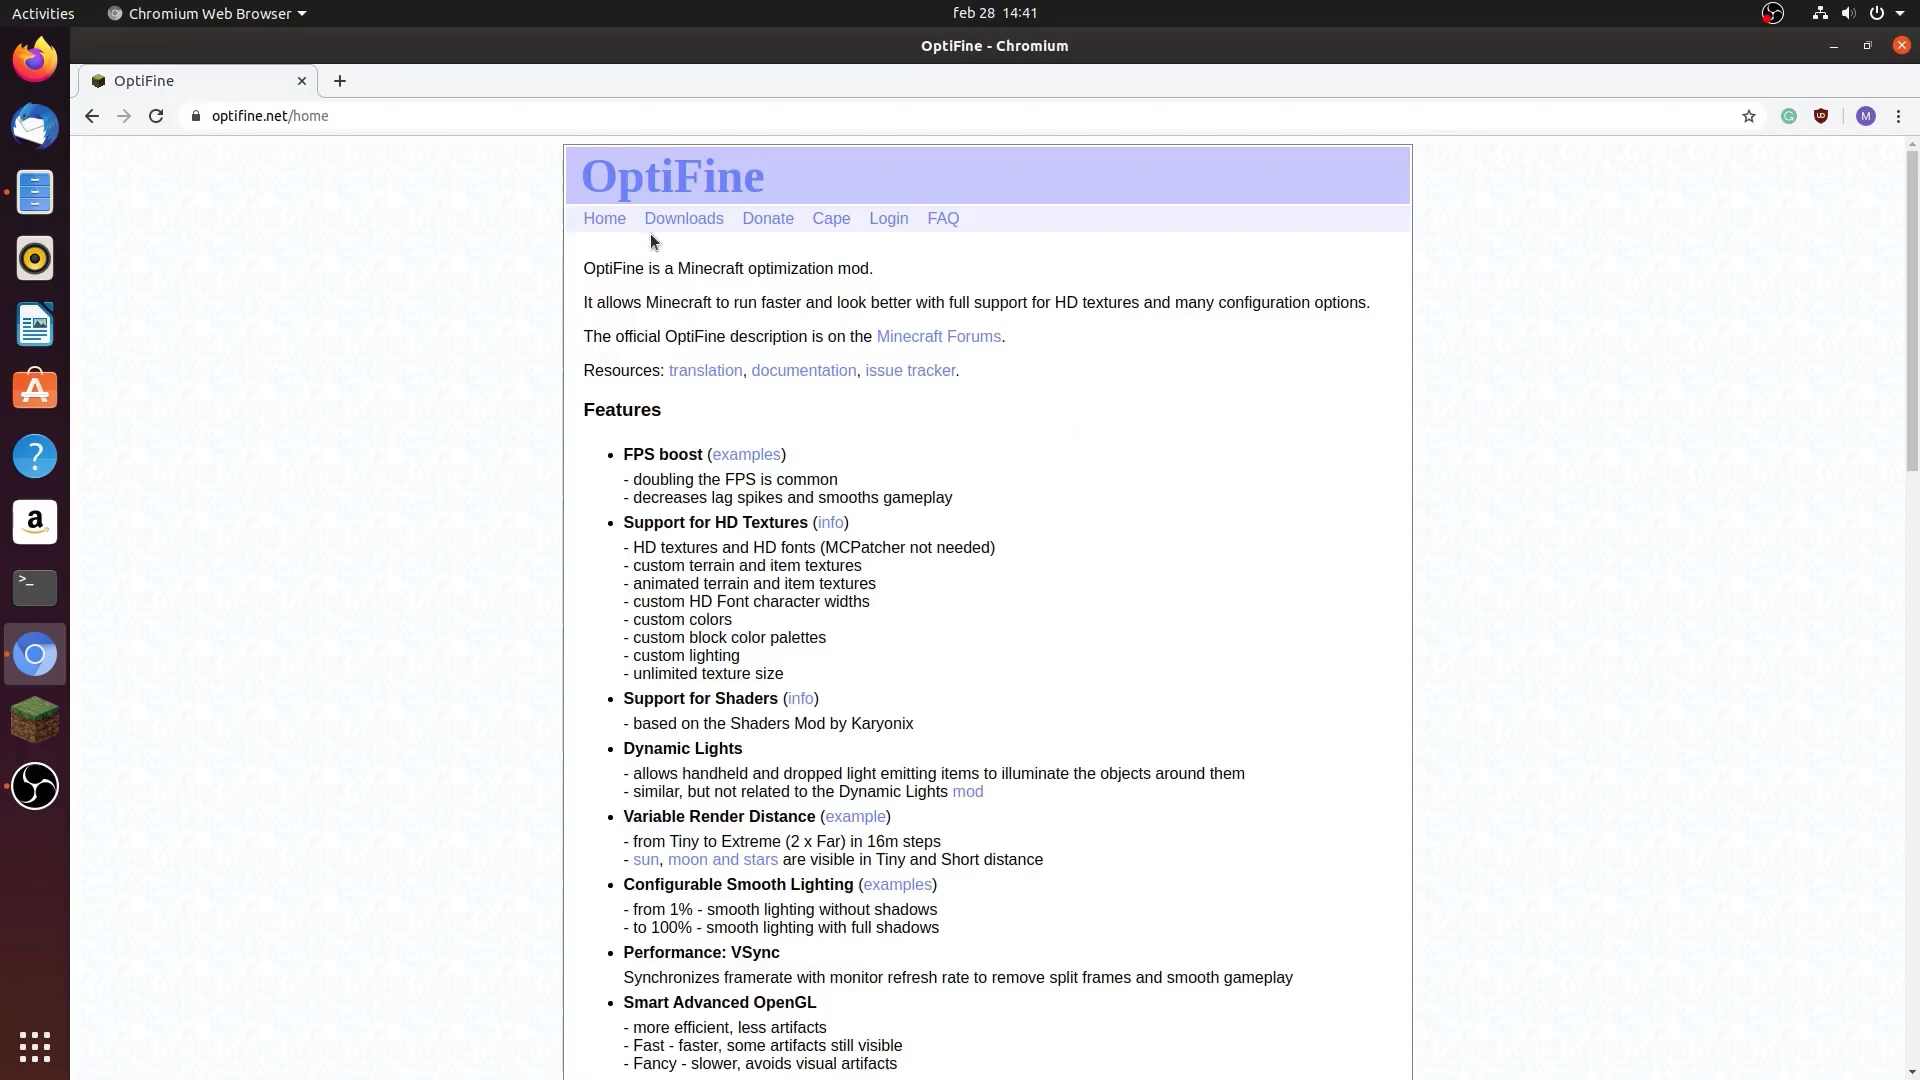 Activities
Chromium Web Browser
feb 28 14:41
OptiFine - Chromium
OptiFine
optifine.net/home
M
OptiFine
Home Downloads Donate Cape Login FAQ
OptiFine is a Minecraft optimization mod.
It allows Minecraft to run faster and look better with full support for HD textures and many configuration options.
The official OptiFine description is on the Minecraft Forums.
Resources: translation, documentation, issue tracker.
Features
• FPS boost (examples)
- doubling the FPS is common
- decreases lag spikes and smooths gameplay
• Support for HD Textures (info)
- HD textures and HD fonts (MCPatcher not needed)
- custom terrain and item textures
- animated terrain and item textures
- custom HD Font character widths
- custom colors
- custom block color palettes
- custom lighting
- unlimited texture size
• Support for Shaders (info)
- based on the Shaders Mod by Karyonix
• Dynamic Lights
- allows handheld and dropped light emitting items to illuminate the objects around them
- similar, but not related to the Dynamic Lights mod
• Variable Render Distance (example)
- from Tiny to Extreme (2 x Far) in 16m steps
- sun, moon and stars are visible in Tiny and Short distance
• Configurable Smooth Lighting (examples)
- from 1% - smooth lighting without shadows
- to 100% - smooth lighting with full shadows
• Performance: VSync
Synchronizes framerate with monitor refresh rate to remove split frames and smooth gameplay
• Smart Advanced OpenGL
- more efficient, less artifacts
- Fast - faster, some artifacts still visible
- Fancy - slower, avoids visual artifacts